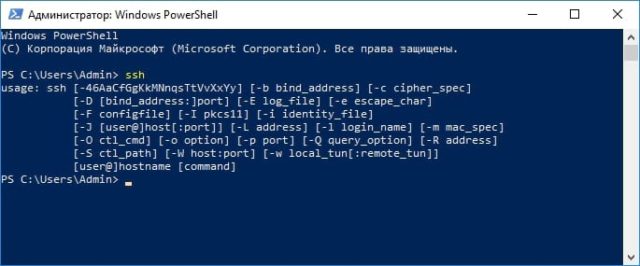 Администратор: Windows PowerShell
Windows PowerShell
(C) Корпорация Майкрософт (Microsoft Corporation). Все права защищены.
PS C:\Users\Admin> ssh
usage: ssh [-46AaCfGgKkMNnqsTtVvXxYy] [-b bind_address] [-c cipher_spec]
[-D [bind_address:]port] [-E log_file] [-e escape_char]
[-F configfile] [-I pkcs11] [-i identity_file]
[-J [user@]host[:port]] [-L address] [-l login_name] [-m mac_spec]
[-O ctl_cmd] [-o option] [-p port] [-Q query_option] [-R address]
[-S ctl_path] [-W host:port] [-w local_tun[:remote_tun]]
[user@]hostname [command]
PS C:\Users\Admin>